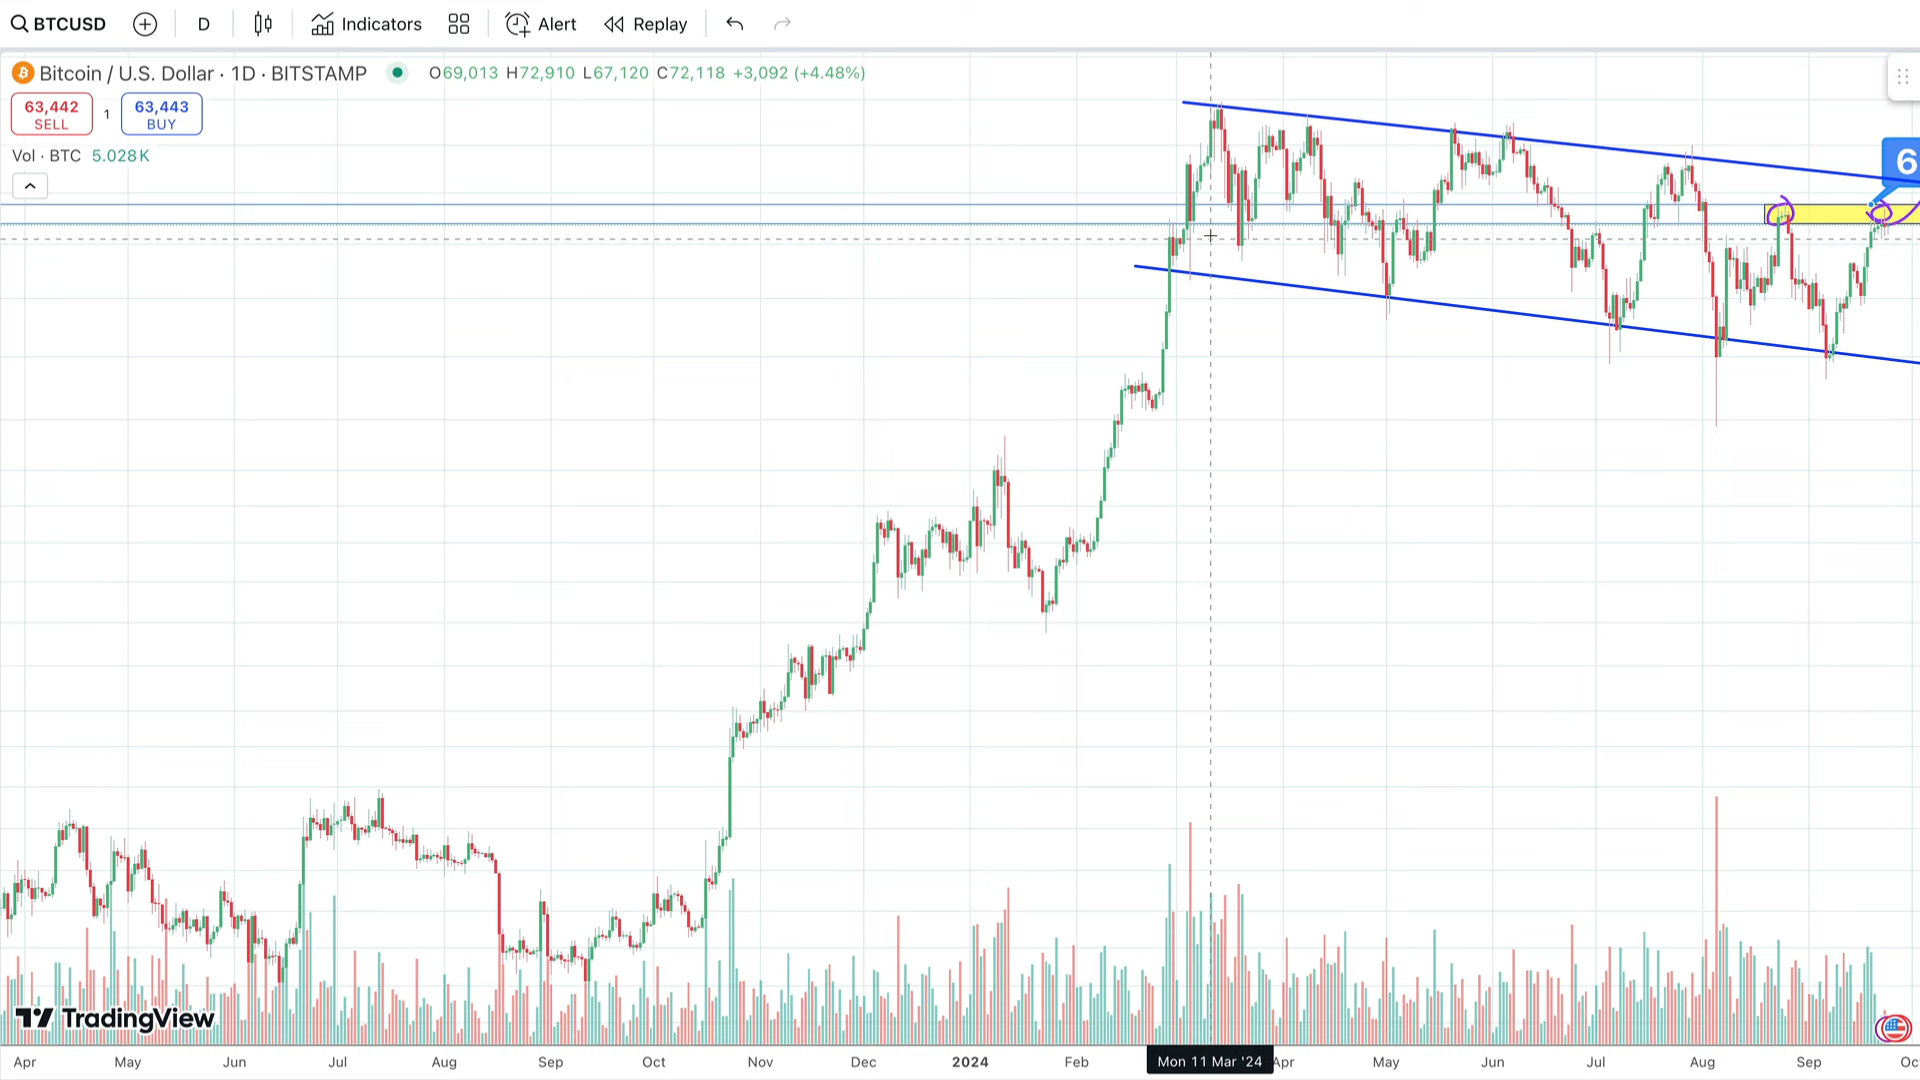 BTCUSD D Indicators Alert Replay
Bitcoin / U.S. Dollar · 1D · BITSTAMP O69,013 H72,910 L67,120 C72,118 +3,092 (+4.48%)
63,442 1 63,443
SELL BUY
Vol · BTC 5.028K
6
TradingView
Apr May Jun Jul Aug Sep Oct Nov Dec 2024 Feb Mon 11 Mar '24 Apr May Jun Jul Aug Sep